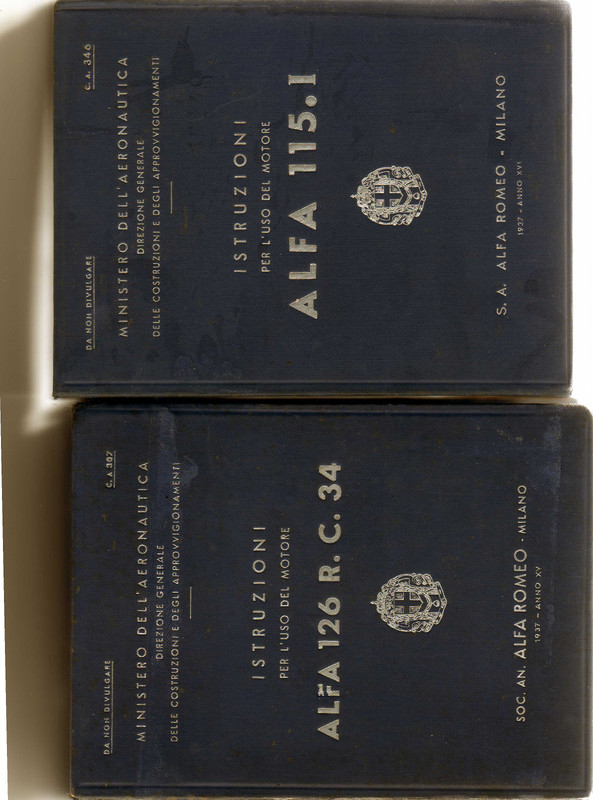 DA NON DIVULGARE C. A. 346
MINISTERO DELL'AERONAUTICA
DIREZIONE GENERALE
DELLE COSTRUZIONI E DEGLI APPROVVIGIONAMENTI
ISTRUZIONI
PER L'USO DEL MOTORE
ALFA 115.I
S. A. ALFA ROMEO - MILANO
1937 - ANNO XVI
DA NON DIVULGARE C. A 307
MINISTERO DELL'AERONAUTICA
DIREZIONE GENERALE
DELLE COSTRUZIONI E DEGLI APPROVVIGIONAMENTI
ISTRUZIONI
PER L'USO DEL MOTORE
ALFA 126 R. C. 34
SOC. AN. ALFA ROMEO - MILANO
1937 - ANNO XV